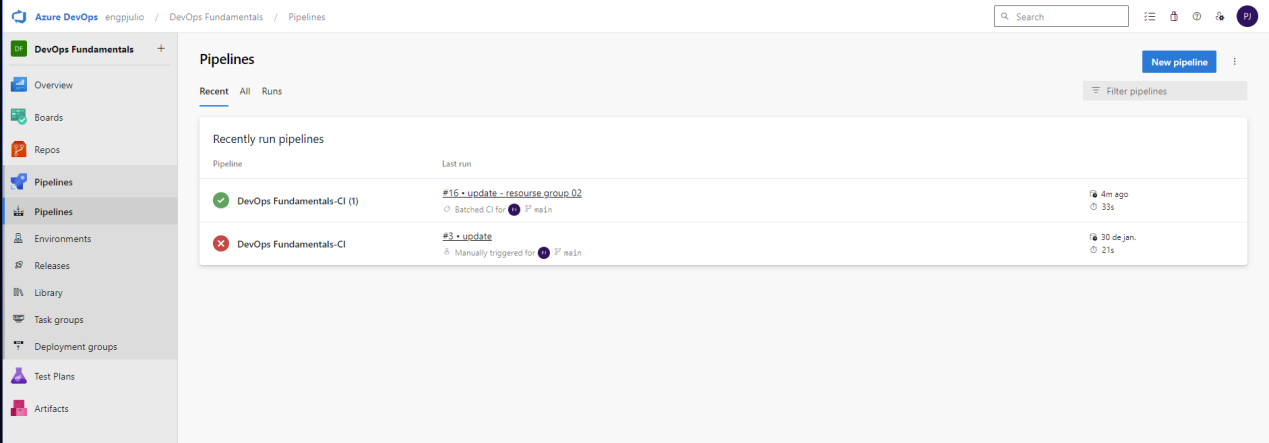 Azure DevOps engpjulio / DevOps Fundamentals / Pipelines
Search
PJ
DF DevOps Fundamentals +
Overview
Boards
Repos
Pipelines
Pipelines
Environments
Releases
Library
Task groups
Deployment groups
Test Plans
Artifacts
Pipelines
New pipeline
Recent All Runs
Filter pipelines
Recently run pipelines
Pipeline Last run
DevOps Fundamentals-CI (1)
#16 • update - resourse group 02
Batched CI for PJ main
4m ago
33s
DevOps Fundamentals-CI
#3 • update
Manually triggered for PJ main
30 de jan.
21s